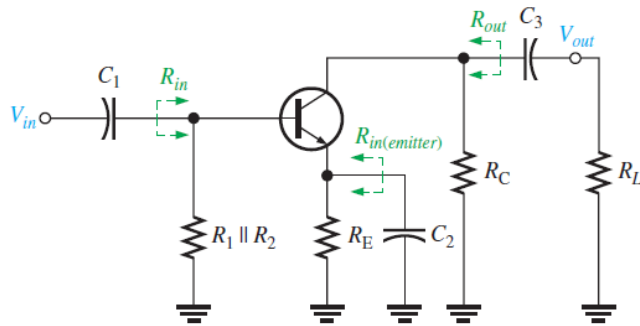 C1
Rin
Vin
R1 || R2
Rin(emitter)
RE
C2
Rout
C3
Vout
RC
RL